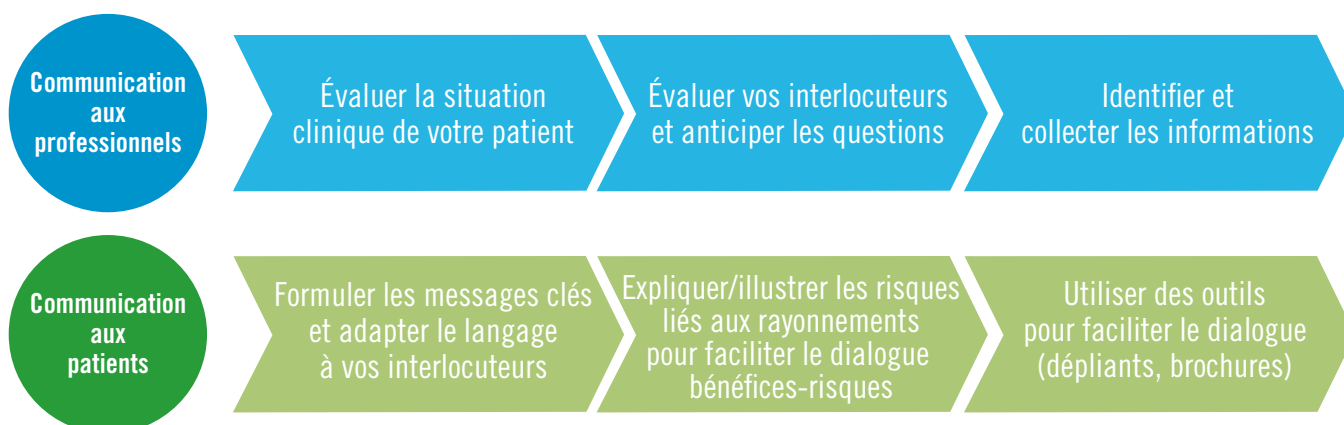 Communication
aux
professionnels
Évaluer la situation
clinique de votre patient
Évaluer vos interlocuteurs
et anticiper les questions
Identifier et
collecter les informations
Communication
aux
patients
Formuler les messages clés
et adapter le langage
à vos interlocuteurs
Expliquer/illustrer les risques
liés aux rayonnements
pour faciliter le dialogue
bénéfices-risques
Utiliser des outils
pour faciliter le dialogue
(dépliants, brochures)